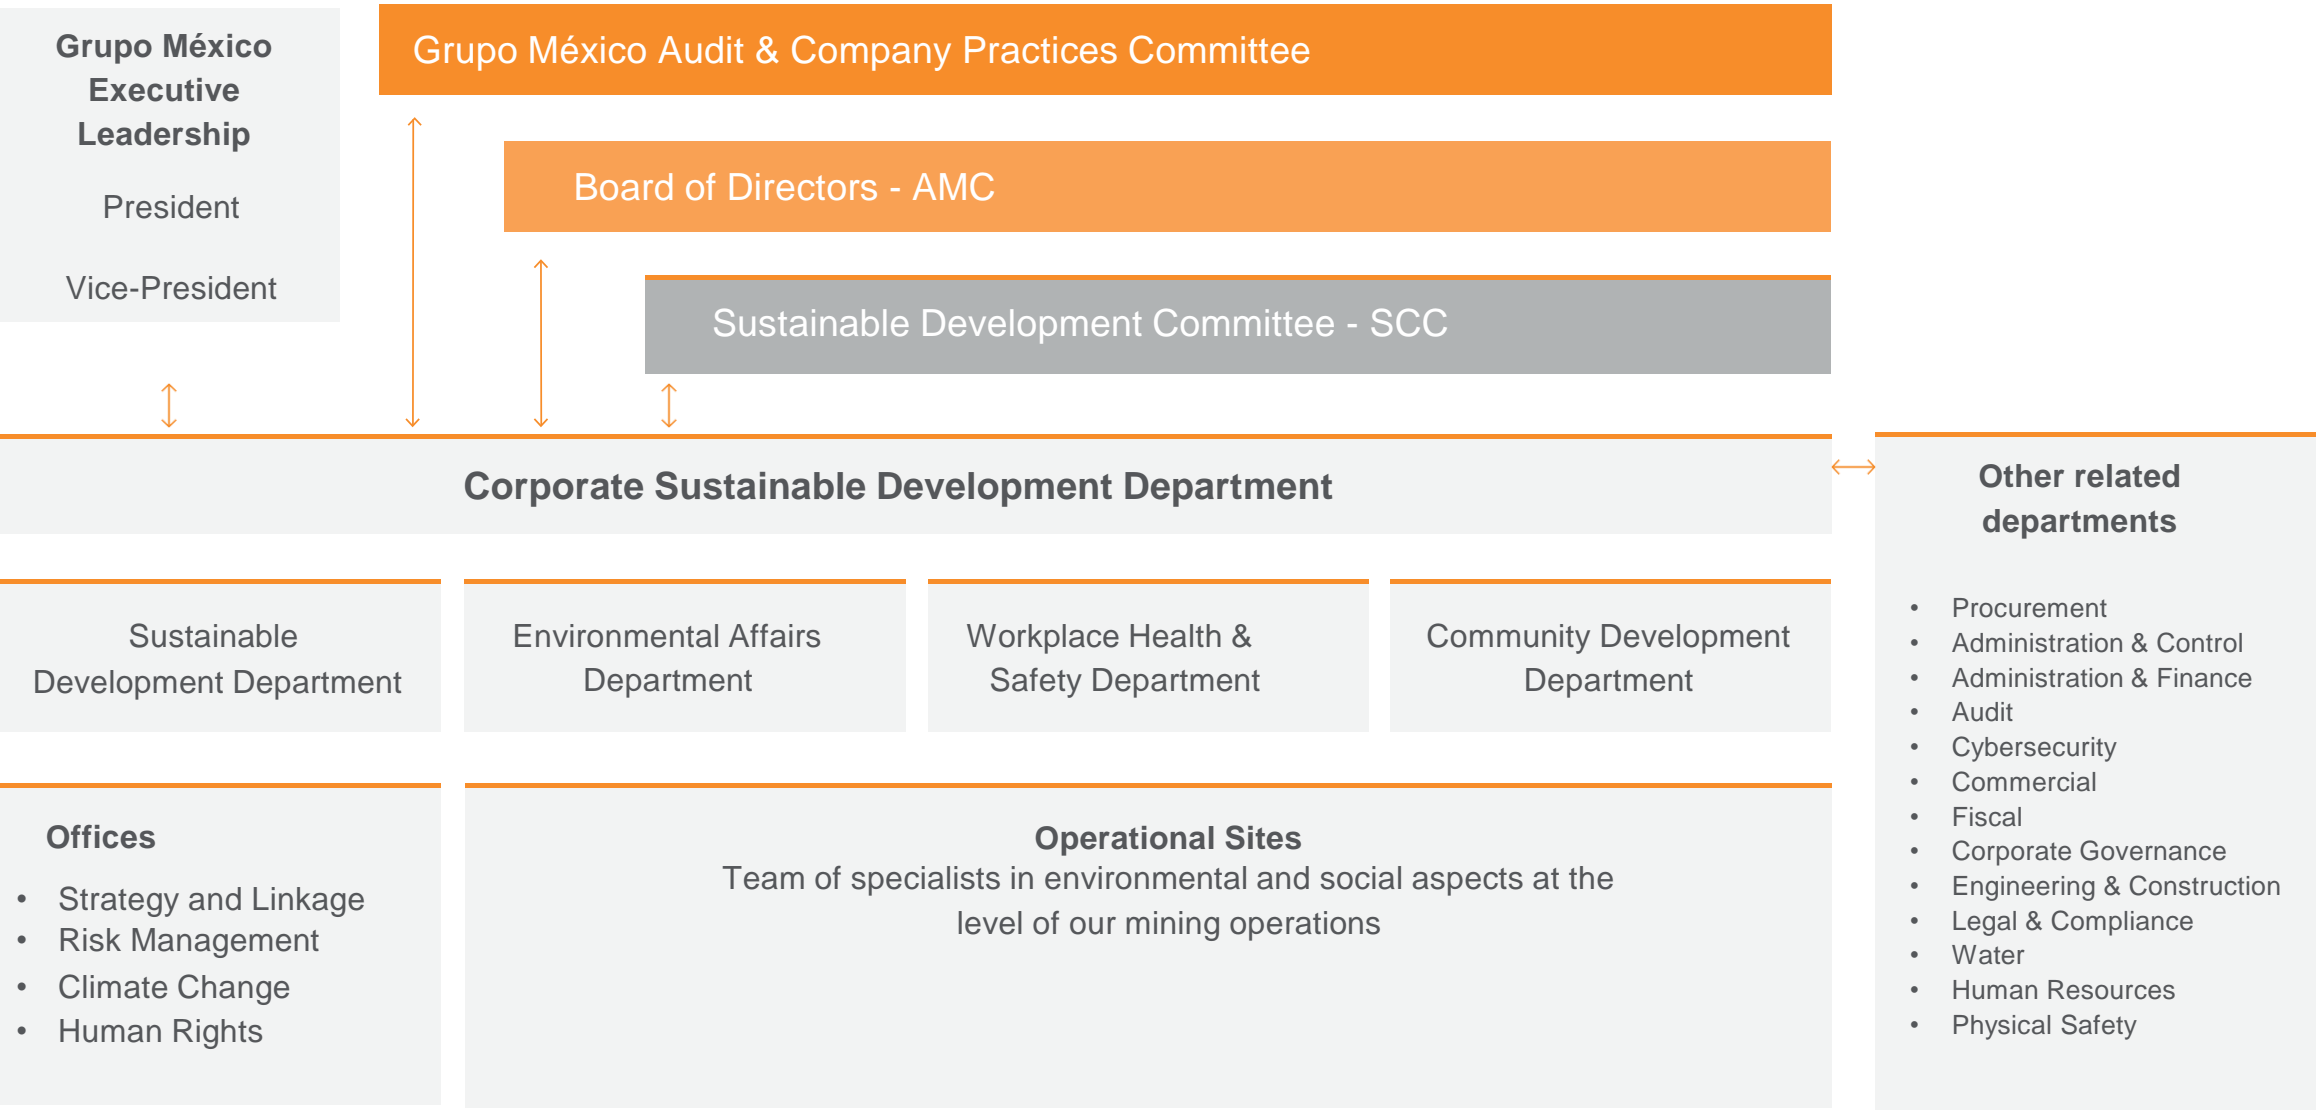 Grupo México
Executive
Leadership
President
Vice-President
Grupo México Audit & Company Practices Committee
Board of Directors - AMC
Sustainable Development Committee - SCC
Corporate Sustainable Development Department
Sustainable
Development Department
Environmental Affairs
Department
Workplace Health &
Safety Department
Community Development
Department
Offices
• Strategy and Linkage
• Risk Management
• Climate Change
• Human Rights
Operational Sites
Team of specialists in environmental and social aspects at the
level of our mining operations
Other related
departments
• Procurement
• Administration & Control
• Administration & Finance
• Audit
• Cybersecurity
• Commercial
• Fiscal
• Corporate Governance
• Engineering & Construction
• Legal & Compliance
• Water
• Human Resources
• Physical Safety